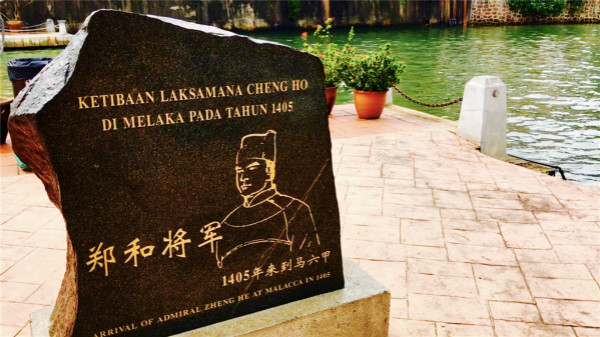 KETIBAAN LAKSAMANA CHENG HO
DI MELAKA PADA TAHUN 1405
郑和将军
1405年来到马六甲
ARRIVAL OF ADMIRAL ZHENG HE AT MALACCA IN 1405